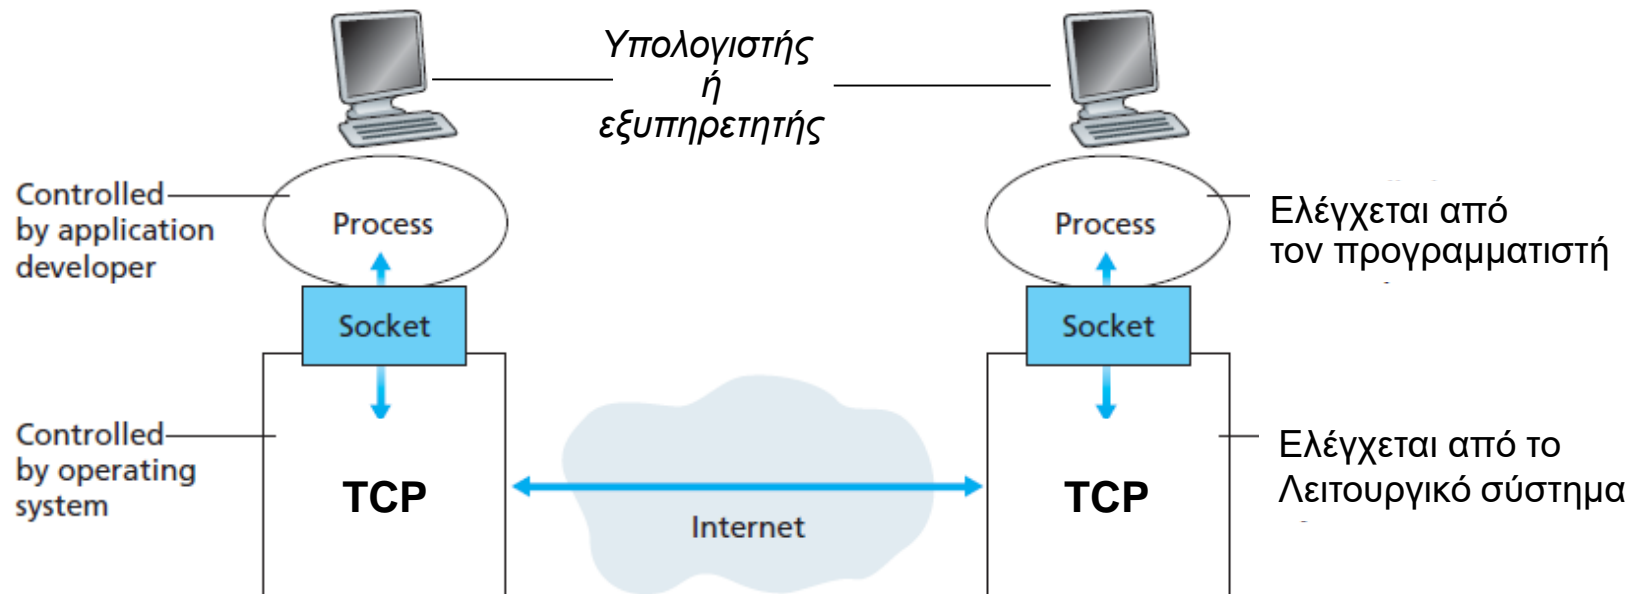 Υπολογιστής
ή
εξυπηρετητής
Controlled
by application
developer
Process
Process
Ελέγχεται από
τον προγραμματιστή
Socket
Socket
Controlled
by operating
system
TCP
Internet
TCP
Ελέγχεται από το
Λειτουργικό σύστημα